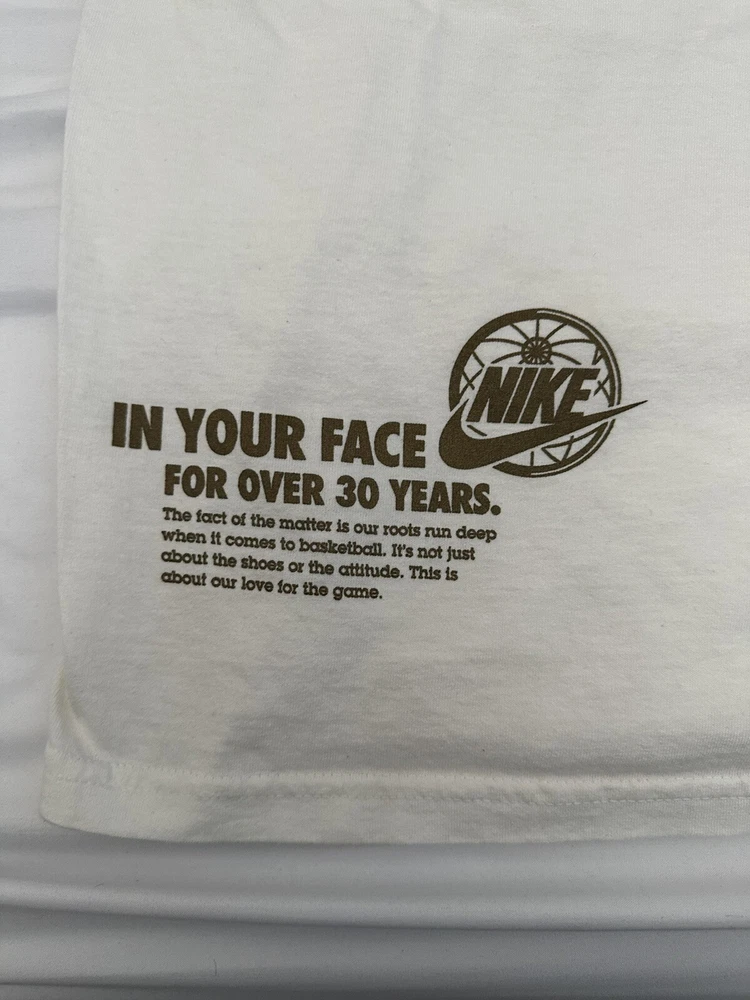 NIKE
IN YOUR FACE
FOR OVER 30 YEARS.
The fact of the matter is our roots run deep
when it comes to basketball. It's not just
about the shoes or the attitude. This is
about our love for the game.